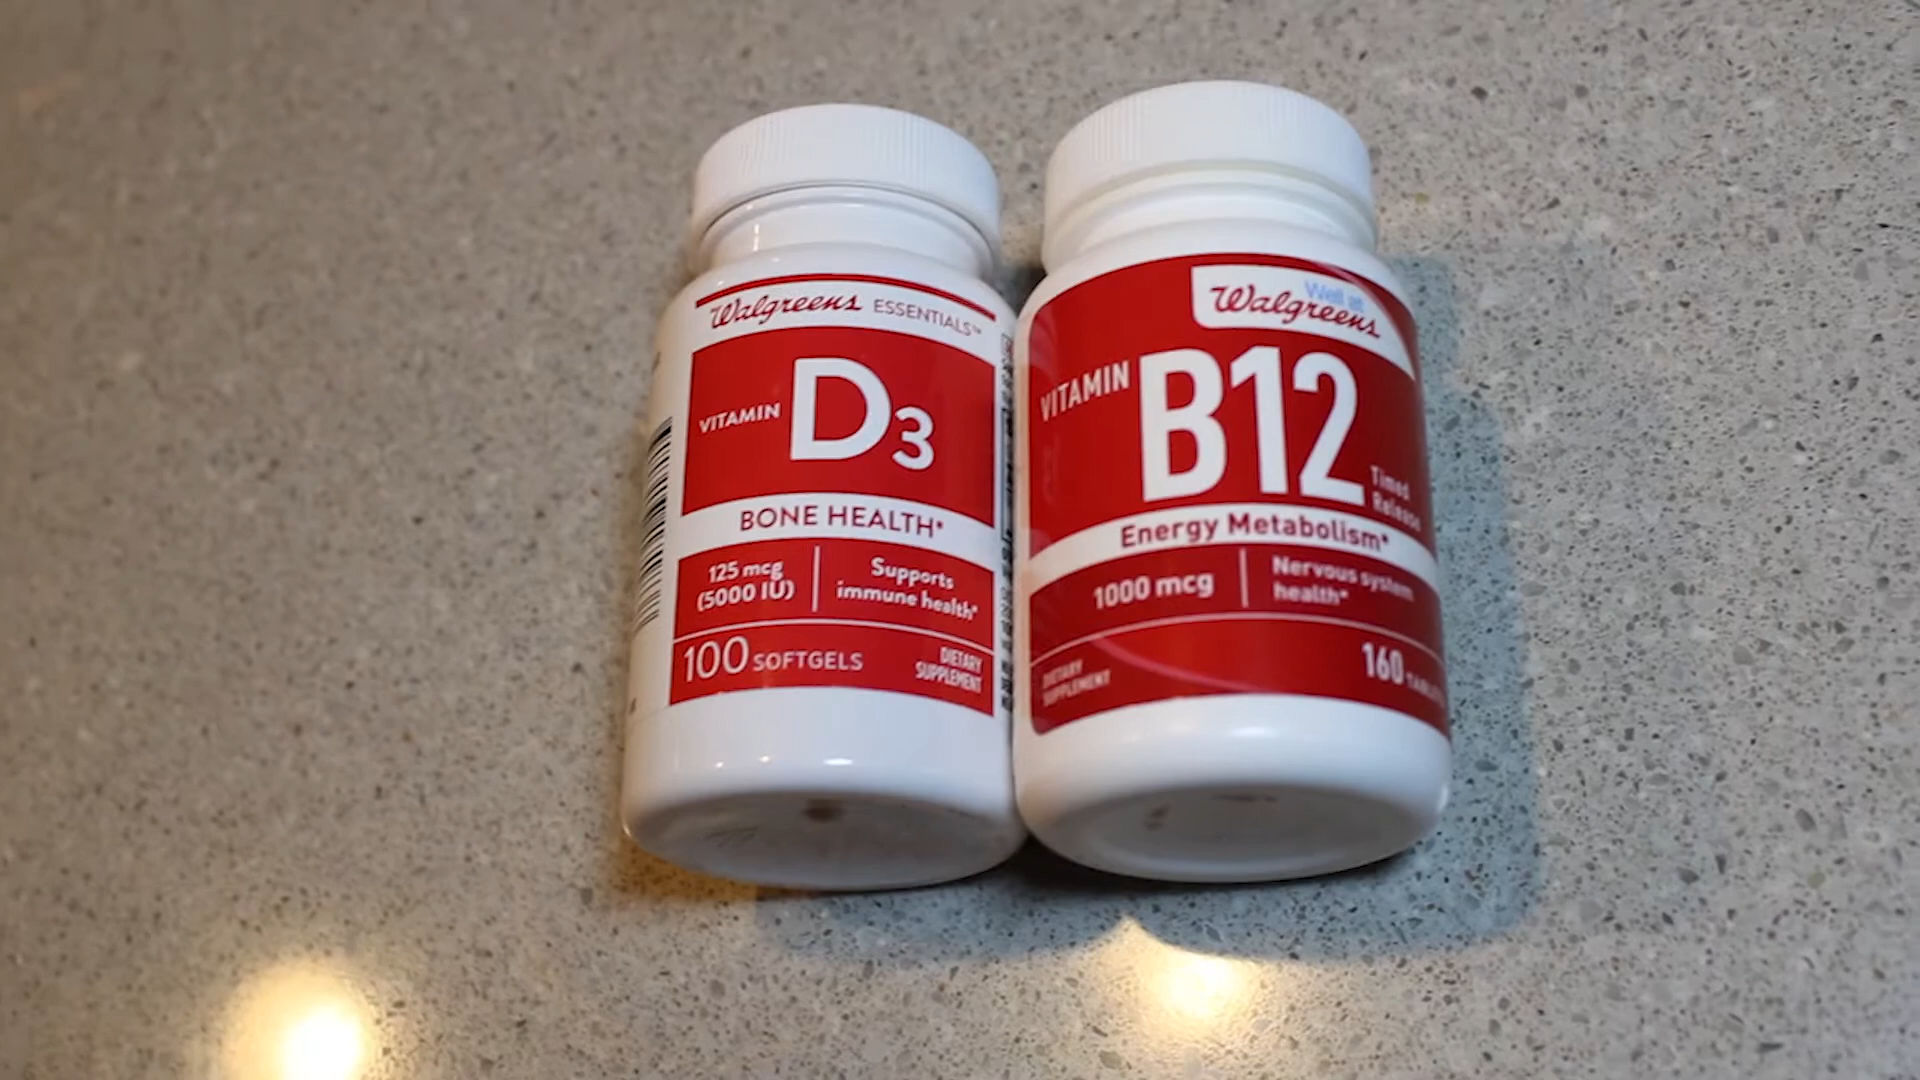 Walgreens ESSENTIALS™
VITAMIN D3
BONE HEALTH*
125 mcg
(5000 IU)
Supports
immune health*
100 SOFTGELS
DIETARY
SUPPLEMENT
Well at
Walgreens
VITAMIN B12
Timed
Release
Energy Metabolism*
1000 mcg
Nervous system
health*
DIETARY
SUPPLEMENT
160